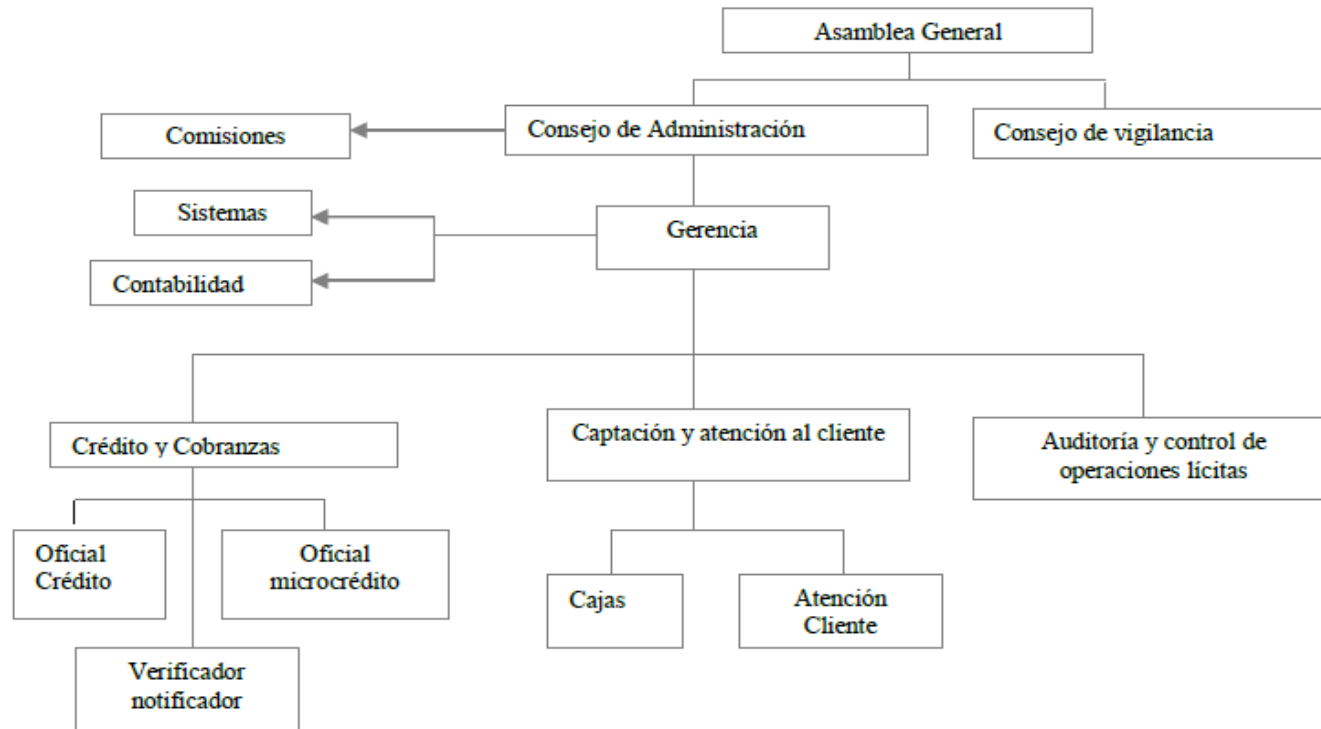 Asamblea General
Comisiones
Consejo de Administración
Consejo de vigilancia
Sistemas
Gerencia
Contabilidad
Crédito y Cobranzas
Captación y atención al cliente
Auditoría y control de
operaciones lícitas
Oficial
Crédito
Oficial
microcrédito
Cajas
Atención
Cliente
Verificador
notificador